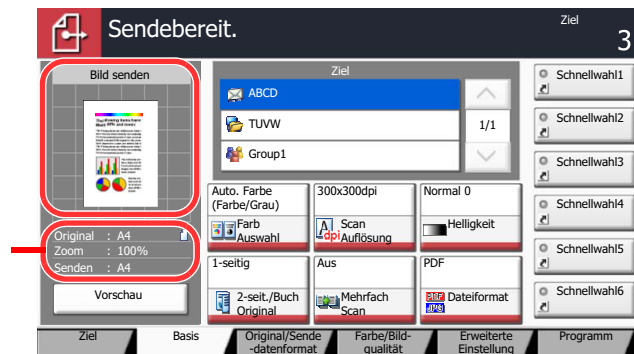 Sendebereit.
Ziel
3
Bild senden
Original : A4
Zoom : 100%
Senden : A4
Vorschau
Ziel
ABCD
TUVW
Group1
1/1
Auto. Farbe
(Farbe/Grau)
Farb
Auswahl
300x300dpi
A
dpi
Scan
Auflösung
Normal 0
Helligkeit
1-seitig
2-seit./Buch
Original
Aus
Mehrfach
Scan
PDF
Dateiformat
Schnellwahl1
Schnellwahl2
Schnellwahl3
Schnellwahl4
Schnellwahl5
Schnellwahl6
Ziel
Basis
Original/Sende
-datenformat
Farbe/Bild-
qualität
Erweiterte
Einstellung
Programm